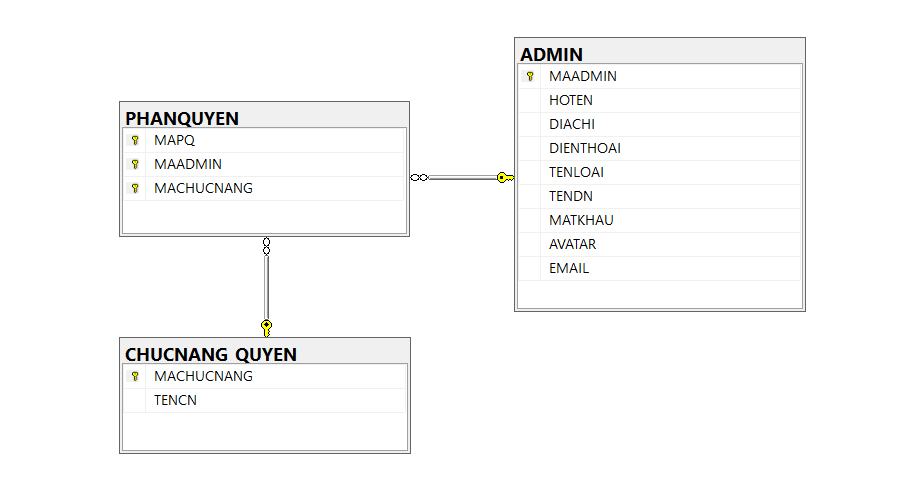 PHANQUYEN
MAPQ
MAADMIN
MACHUCNANG
ADMIN
MAADMIN
HOTEN
DIACHI
DIENTHOAI
TENLOAI
TENDN
MATKHAU
AVATAR
EMAIL
CHUCNANG_QUYEN
MACHUCNANG
TENCN